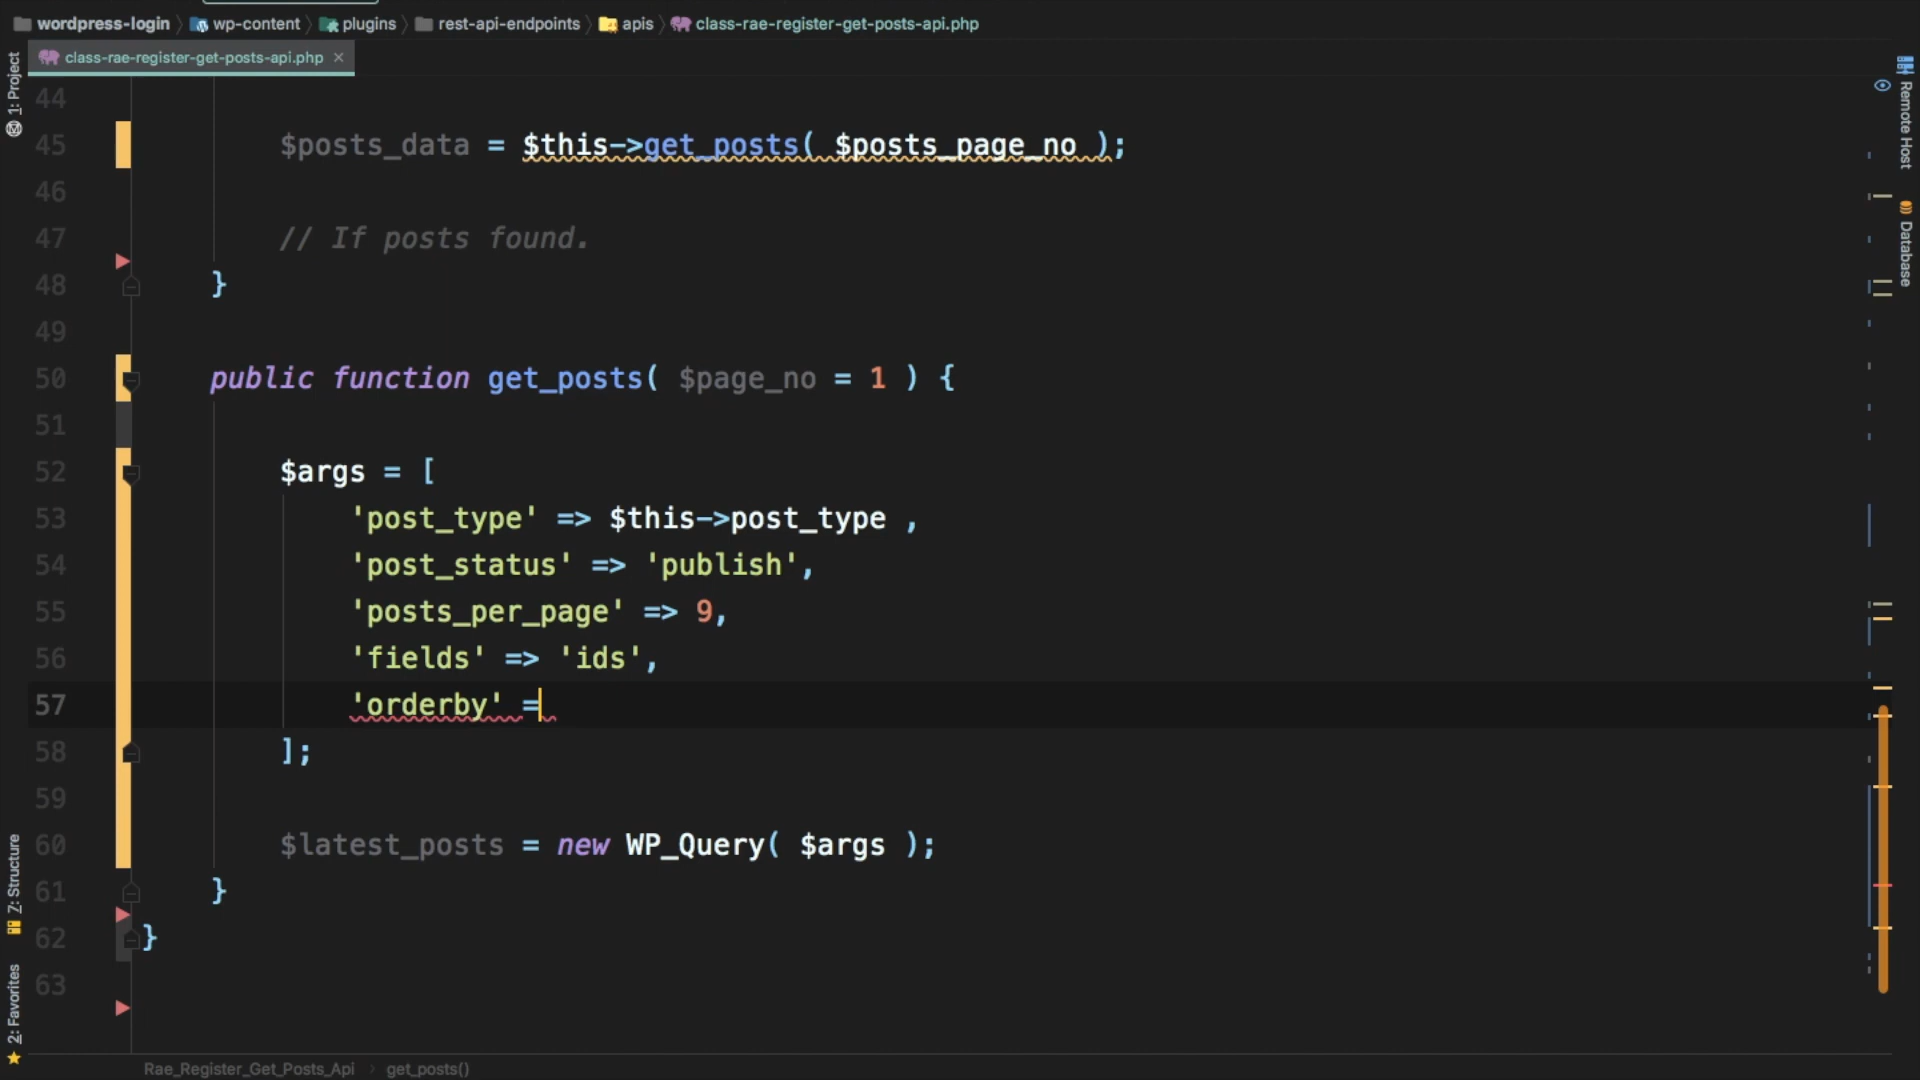 wordpress-login wp-content plugins rest-api-endpoints apis class-rae-register-get-posts-api.php
class-rae-register-get-posts-api.php
1: Project
Remote Host
Database
44
45 $posts_data = $this->get_posts( $posts_page_no );
46
47 // If posts found.
48 }
49
50 public function get_posts( $page_no = 1 ) {
51
52 $args = [
53 'post_type' => $this->post_type ,
54 'post_status' => 'publish',
55 'posts_per_page' => 9,
56 'fields' => 'ids',
57 'orderby' =
58 ];
59
60 $latest_posts = new WP_Query( $args );
61 }
62 }
63
7: Structure
2: Favorites
Rae_Register_Get_Posts_Api get_posts()